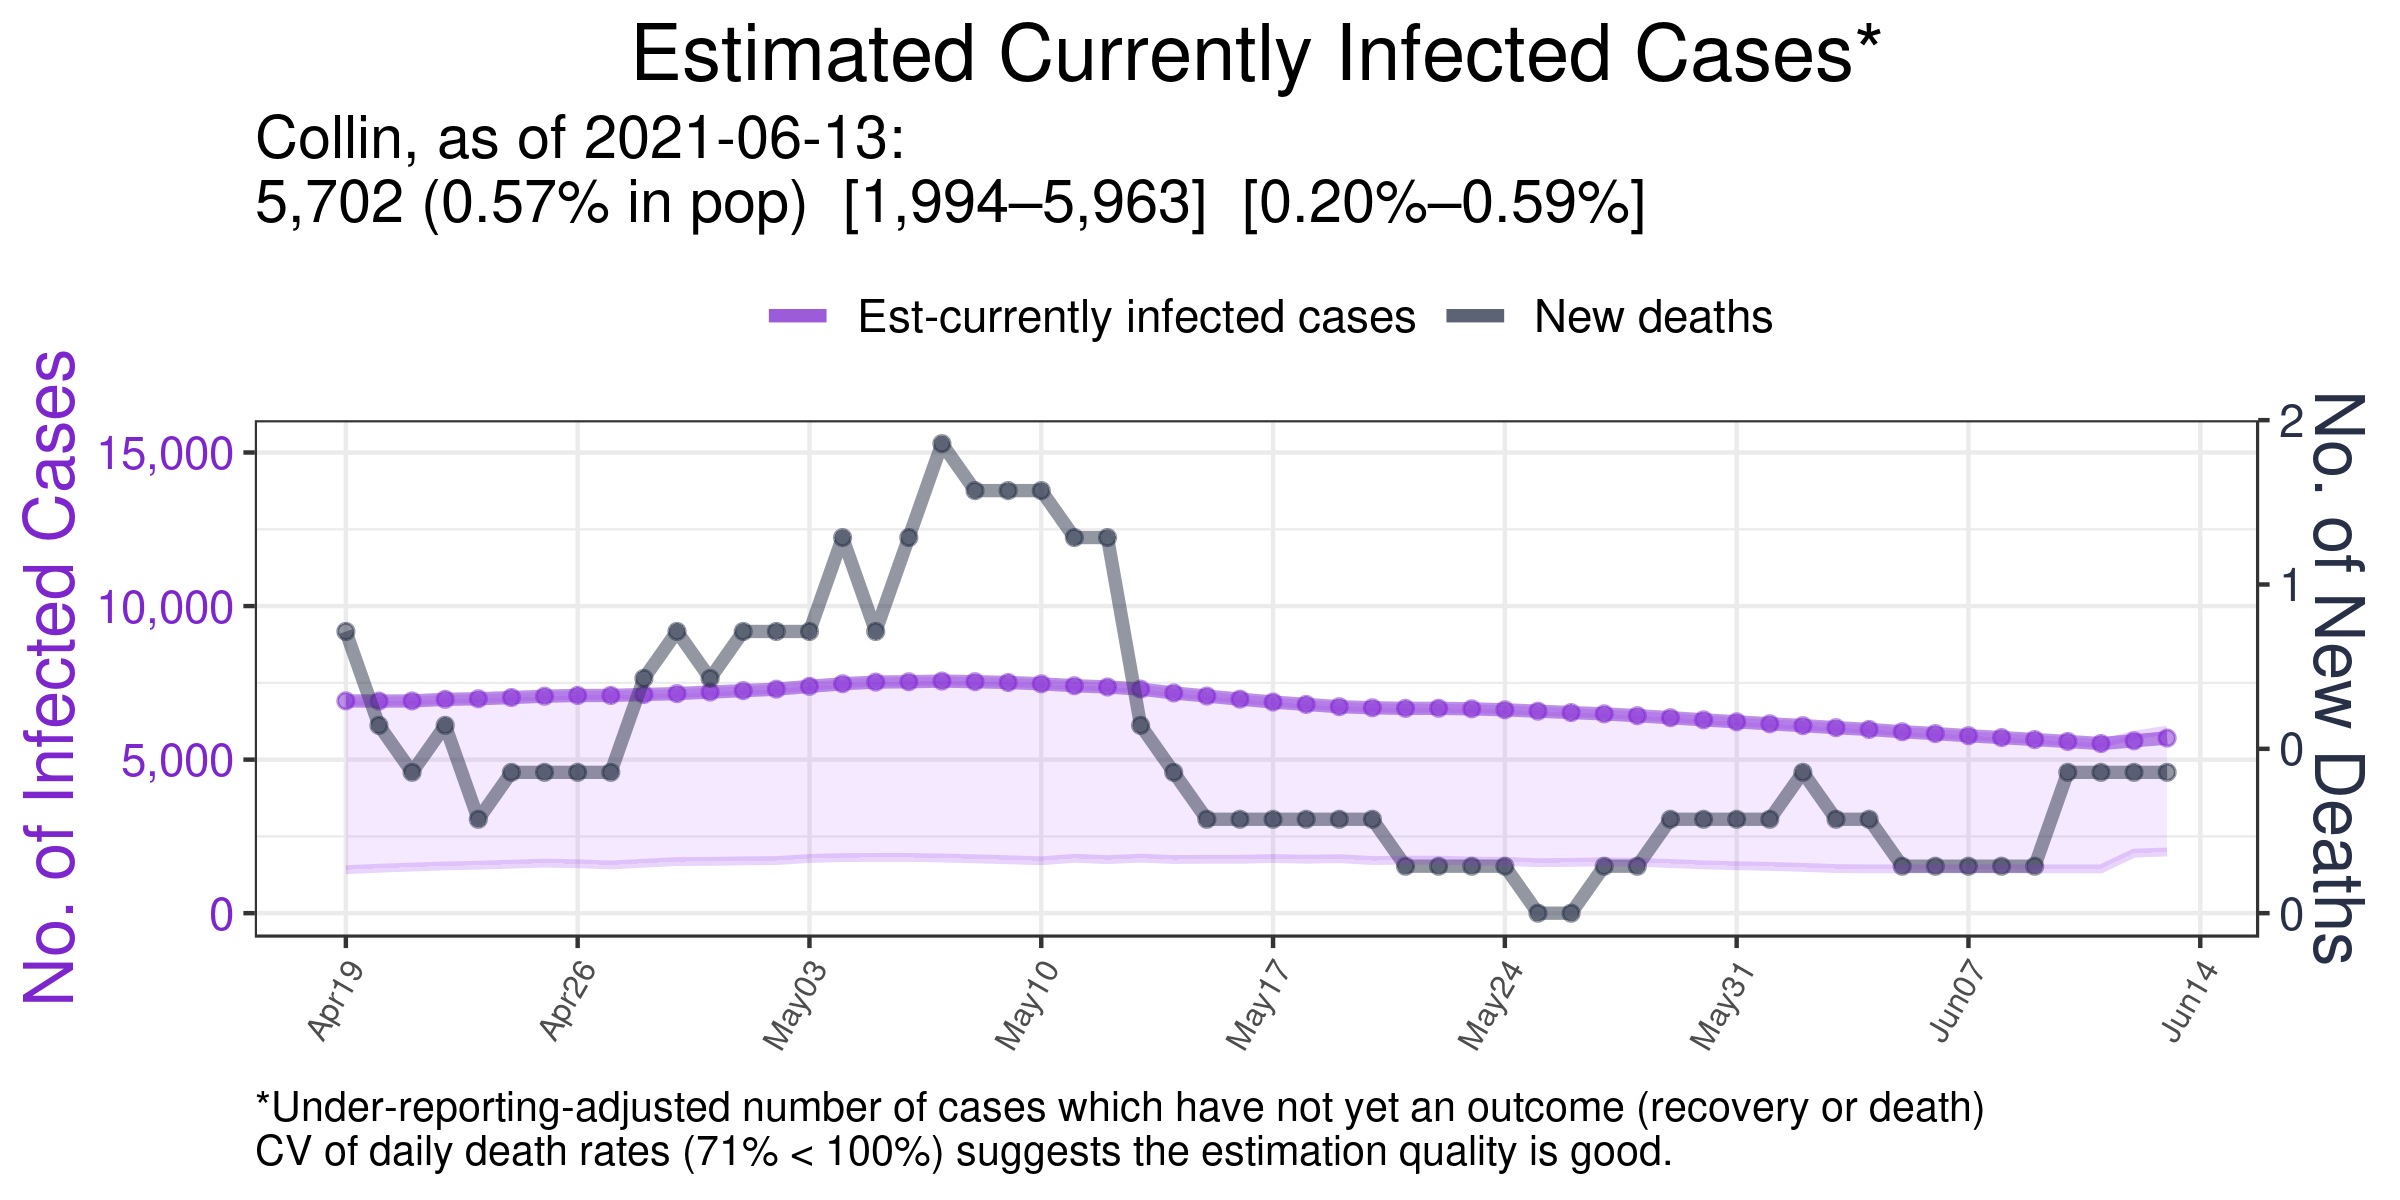 Estimated Currently Infected Cases*
Collin, as of 2021-06-13:
5,702 (0.57% in pop)  [1,994–5,963]  [0.20%–0.59%]
Est-currently infected cases
New deaths
No. of Infected Cases
15,000
10,000
5,000
0
2
1
0
0
No. of New Deaths
Apr19
Apr26
May03
May10
May17
May24
May31
Jun07
Jun14
*Under-reporting-adjusted number of cases which have not yet an outcome (recovery or death)
CV of daily death rates (71% < 100%) suggests the estimation quality is good.